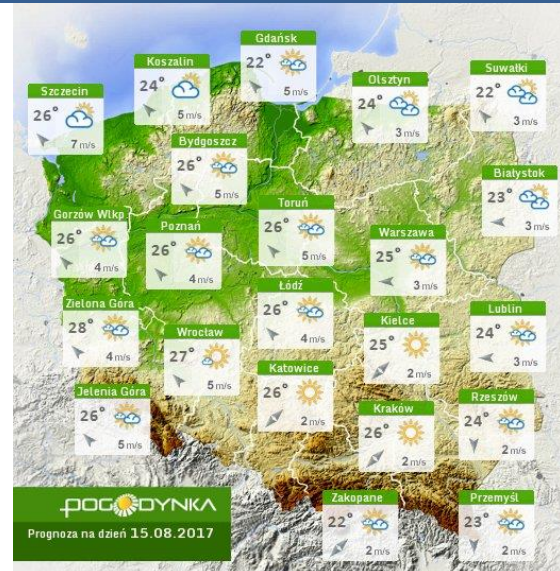 Gdańsk
22°
5 m/s
Koszalin
24°
5 m/s
Suwałki
22°
3 m/s
Olsztyn
24°
3 m/s
Szczecin
26°
7 m/s
Bydgoszcz
26°
5 m/s
Białystok
23°
3 m/s
Toruń
26°
5 m/s
Gorzów Wlkp
26°
4 m/s
Poznań
26°
4 m/s
Warszawa
25°
3 m/s
Łódź
26°
4 m/s
Zielona Góra
28°
4 m/s
Lublin
24°
3 m/s
Kielce
25°
2 m/s
Wrocław
27°
5 m/s
Katowice
26°
2 m/s
Jelenia Góra
26°
5 m/s
Rzeszów
24°
2 m/s
Kraków
26°
2 m/s
POGODYNKA
Prognoza na dzień 15.08.2017
Zakopane
22°
2 m/s
Przemyśl
23°
2 m/s